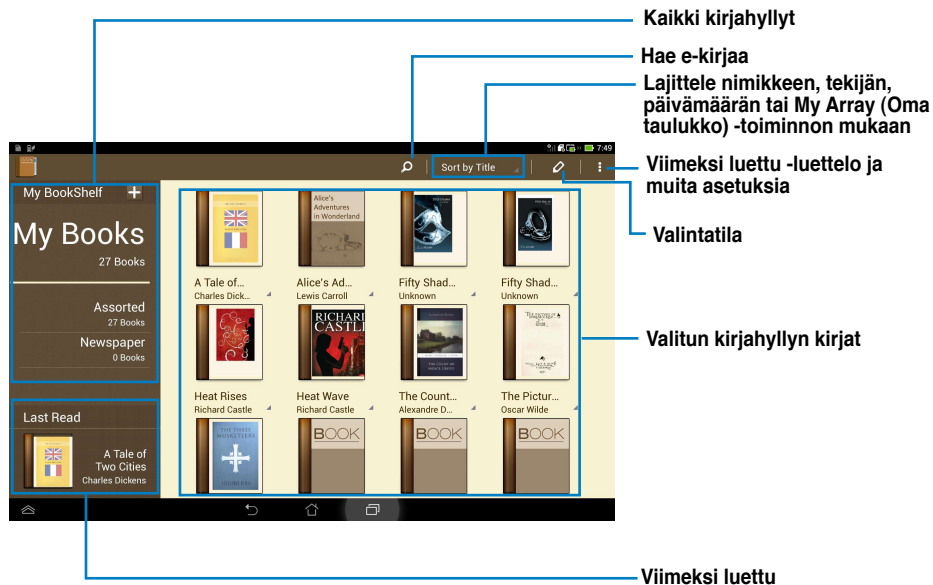 Kaikki kirjahyllyt
Hae e-kirjaa
Lajittele nimikkeen, tekijän,
päivämäärän tai My Array (Oma
taulukko) -toiminnon mukaan
7:49
Sort by Title
Viimeksi luettu -luettelo ja
muita asetuksia
Valintatila
My BookShelf
My Books
27 Books
Assorted
27 Books
Newspaper
0 Books
Alice's
Adventures
in Wonderland
A Tale of...
Charles Dick...
Alice's Ad...
Lewis Carroll
Fifty Shad...
Unknown
Fifty Shad...
Unknown
RICHARD
CASTLE
Valitun kirjahyllyn kirjat
Heat Rises
Richard Castle
Heat Wave
Richard Castle
The Count...
Alexandre D...
The Pictur...
Oscar Wilde
Last Read
A Tale of
Two Cities
Charles Dickens
THE THREE
MUSKETEERS
BOOK
BOOK
BOOK
Viimeksi luettu